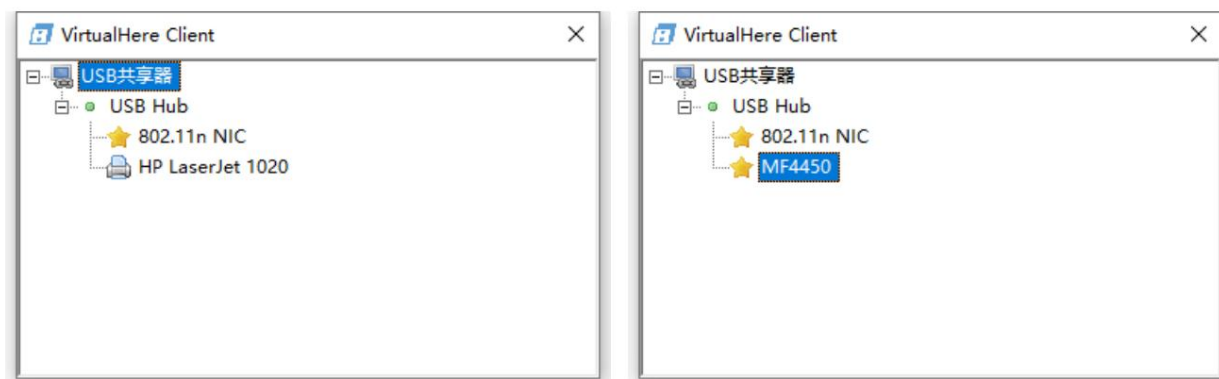 VirtualHere Client
USB共享器
USB Hub
802.11n NIC
HP LaserJet 1020
VirtualHere Client
USB共享器
USB Hub
802.11n NIC
MF4450